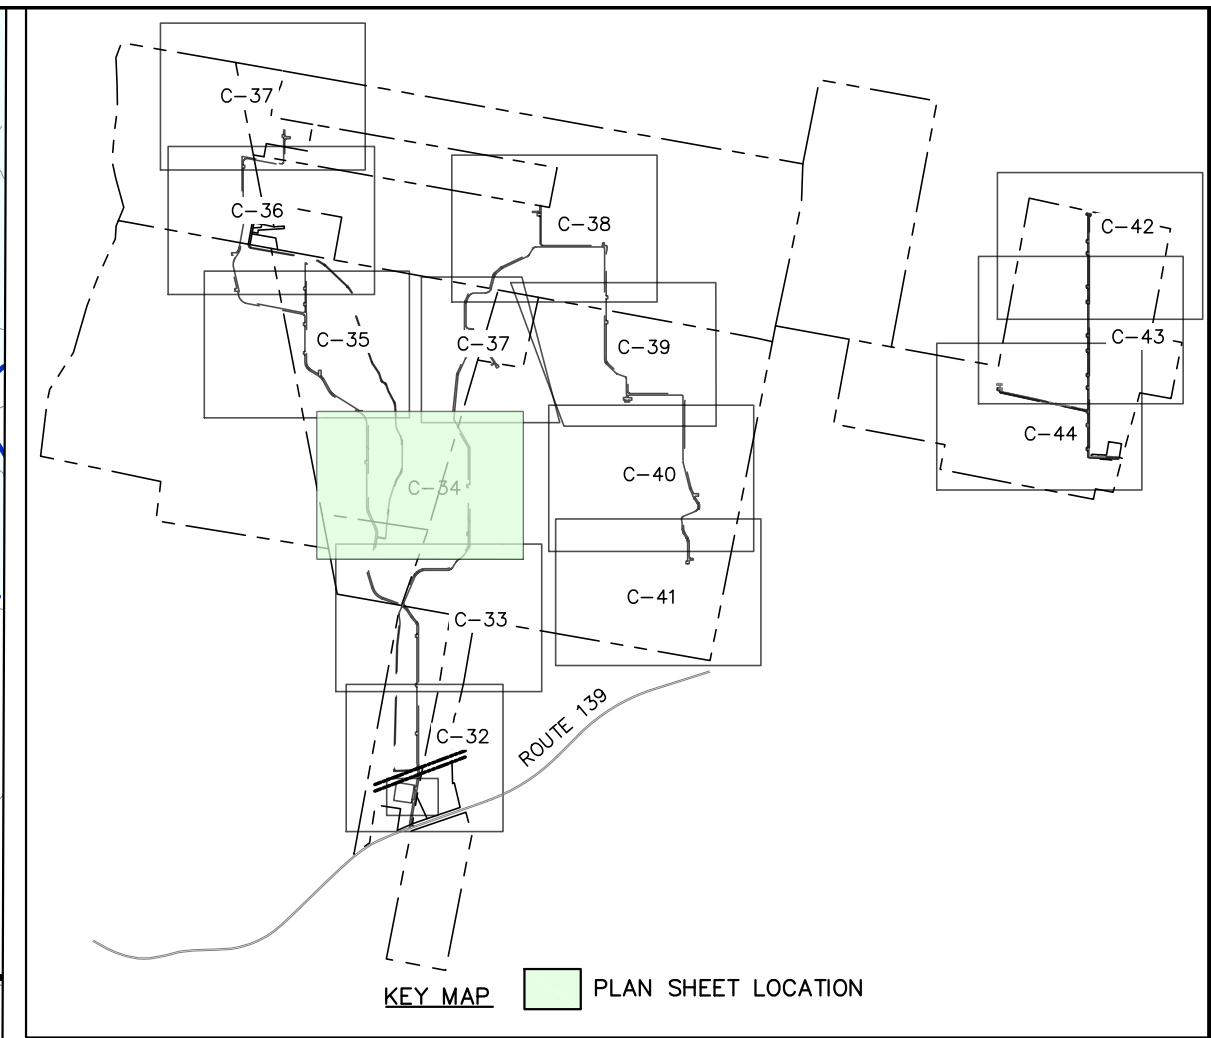 C-37
C-36
C-38
C-42
C-35
C-37
C-39
C-43
C-44
C-34
C-40
C-41
C-33
C-32
ROUTE 139
KEY MAP
PLAN SHEET LOCATION